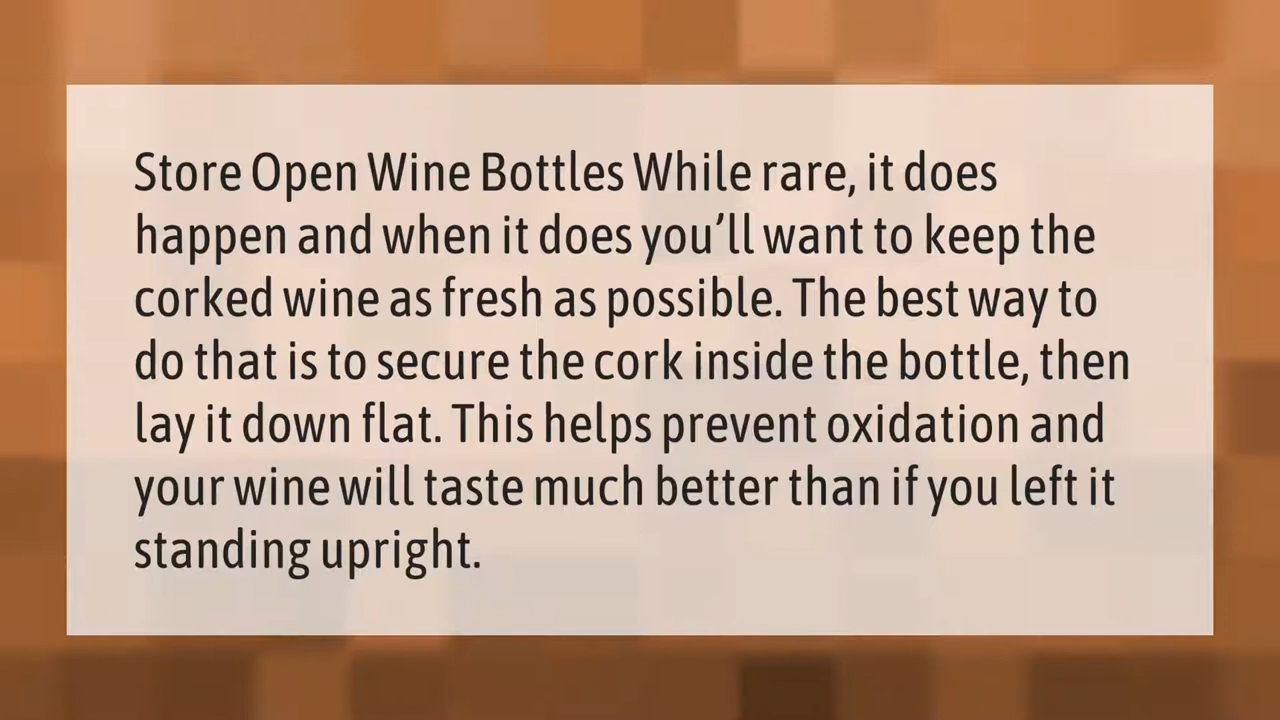 Store Open Wine Bottles While rare, it does
happen and when it does you’ll want to keep the
corked wine as fresh as possible. The best way to
do that is to secure the cork inside the bottle, then
lay it down flat. This helps prevent oxidation and
your wine will taste much better than if you left it
standing upright.